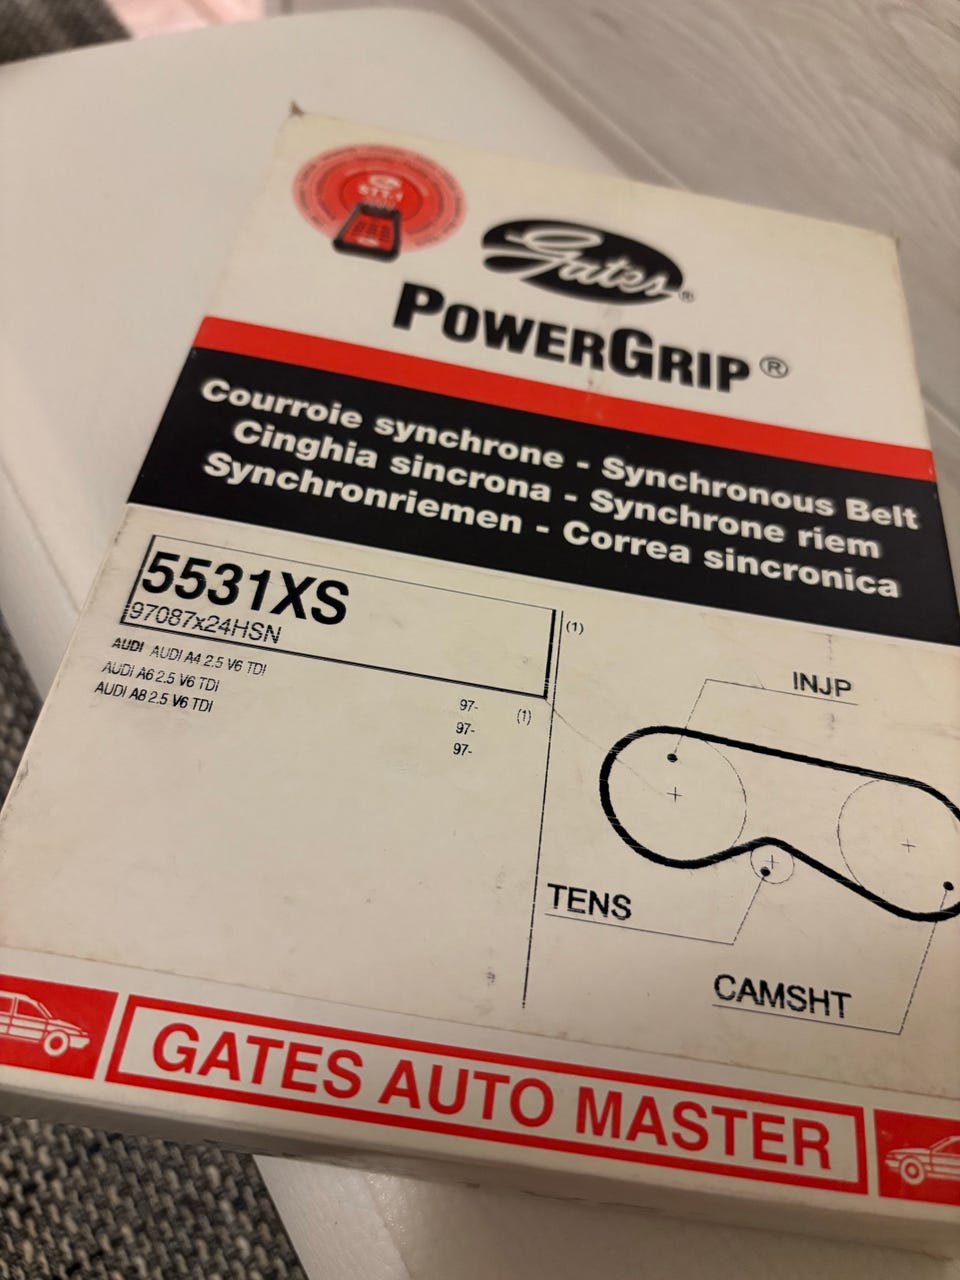 STT-1
Gates®
POWERGRIP®
Courroie synchrone - Synchronous Belt
Cinghia sincrona - Synchrone riem
Synchronriemen - Correa sincronica
5531XS
97087x24HSN
(1)
AUDI AUDI A4 2.5 V6 TDI 97- (1)
AUDI A6 2.5 V6 TDI 97-
AUDI A8 2.5 V6 TDI 97-
INJP
TENS
CAMSHT
GATES AUTO MASTER